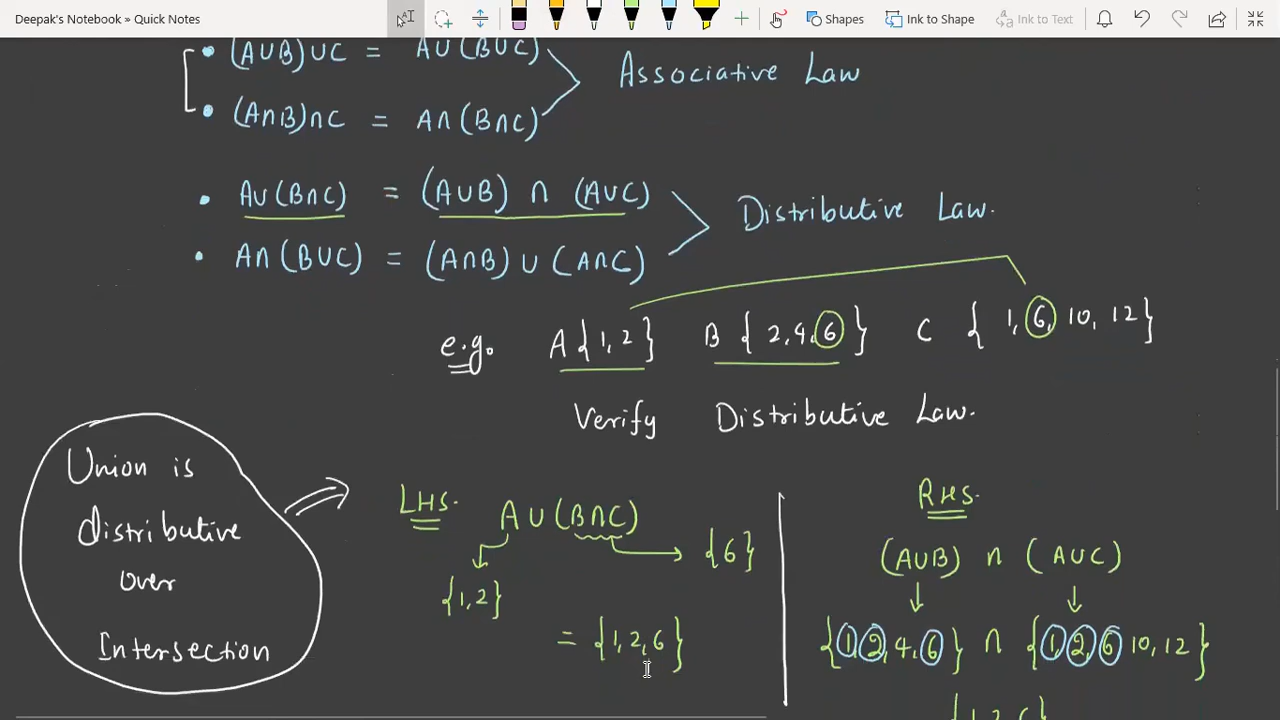 Deepak's Notebook » Quick Notes
Shapes
Ink to Shape
Ink to Text
• (A∪B)∪C = A∪(B∪C)
Associative Law
• (A∩B)∩C = A∩(B∩C)
• A∪(B∩C) = (A∪B) ∩ (A∪C)
Distributive Law.
• A∩(B∪C) = (A∩B) ∪ (A∩C)
e.g. A{1,2} B {2,4,6} C {1,6,10,12}
Verify Distributive Law.
Union is
distributive
over
Intersection
LHS.
A∪(B∩C)
{6}
{1,2}
= {1,2,6}
RHS.
(A∪B) ∩ (A∪C)
{1,2,4,6} ∩ {1,2,6 10,12}